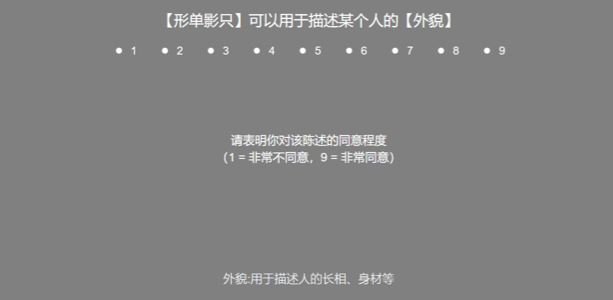 【形单影只】可以用于描述某个人的【外貌】
1 2 3 4 5 6 7 8 9
请表明你对该陈述的同意程度
（1 = 非常不同意，9 = 非常同意）
外貌:用于描述人的长相、身材等